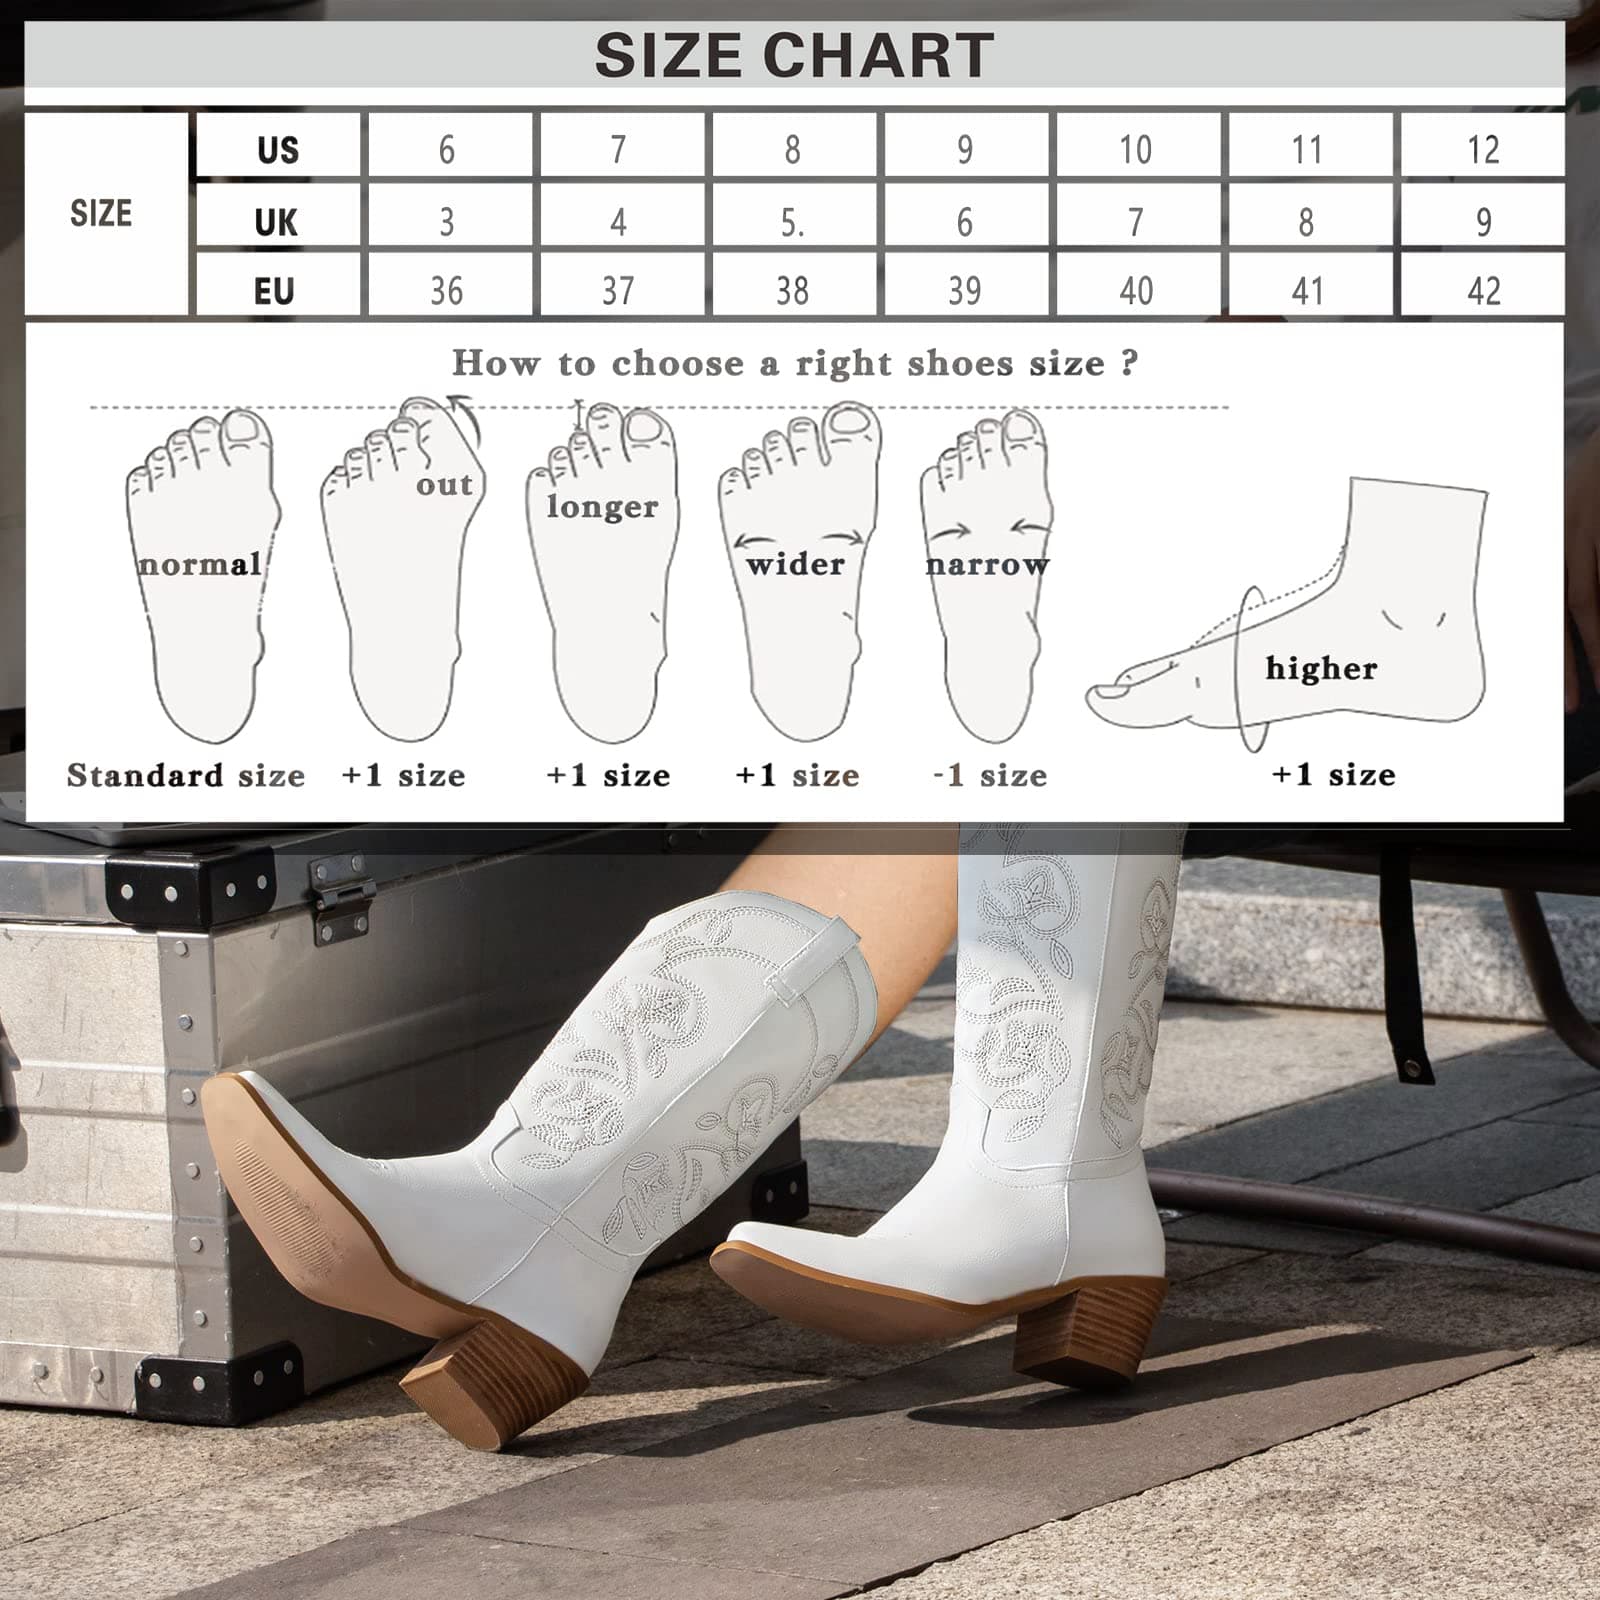 SIZE CHART
SIZE
US 6 7 8 9 10 11 12
UK 3 4 5. 6 7 8 9
EU 36 37 38 39 40 41 42
How to choose a right shoes size ?
out
longer
normal
wider
narrow
higher
Standard size +1 size +1 size +1 size -1 size +1 size